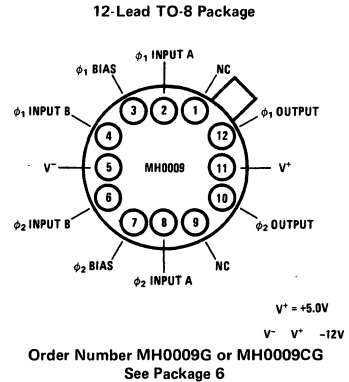 12-Lead TO-8 Package
ϕ₁ INPUT A
ϕ₁ BIAS
NC
ϕ₁ INPUT B
ϕ₁ OUTPUT
3
2
1
4
12
V⁻
5
MH0009
11
V⁺
6
10
ϕ₂ INPUT B
7
8
9
ϕ₂ OUTPUT
ϕ₂ BIAS
NC
ϕ₂ INPUT A
V⁺ = +5.0V
V⁻ V⁺ –12V
Order Number MH0009G or MH0009CG
See Package 6